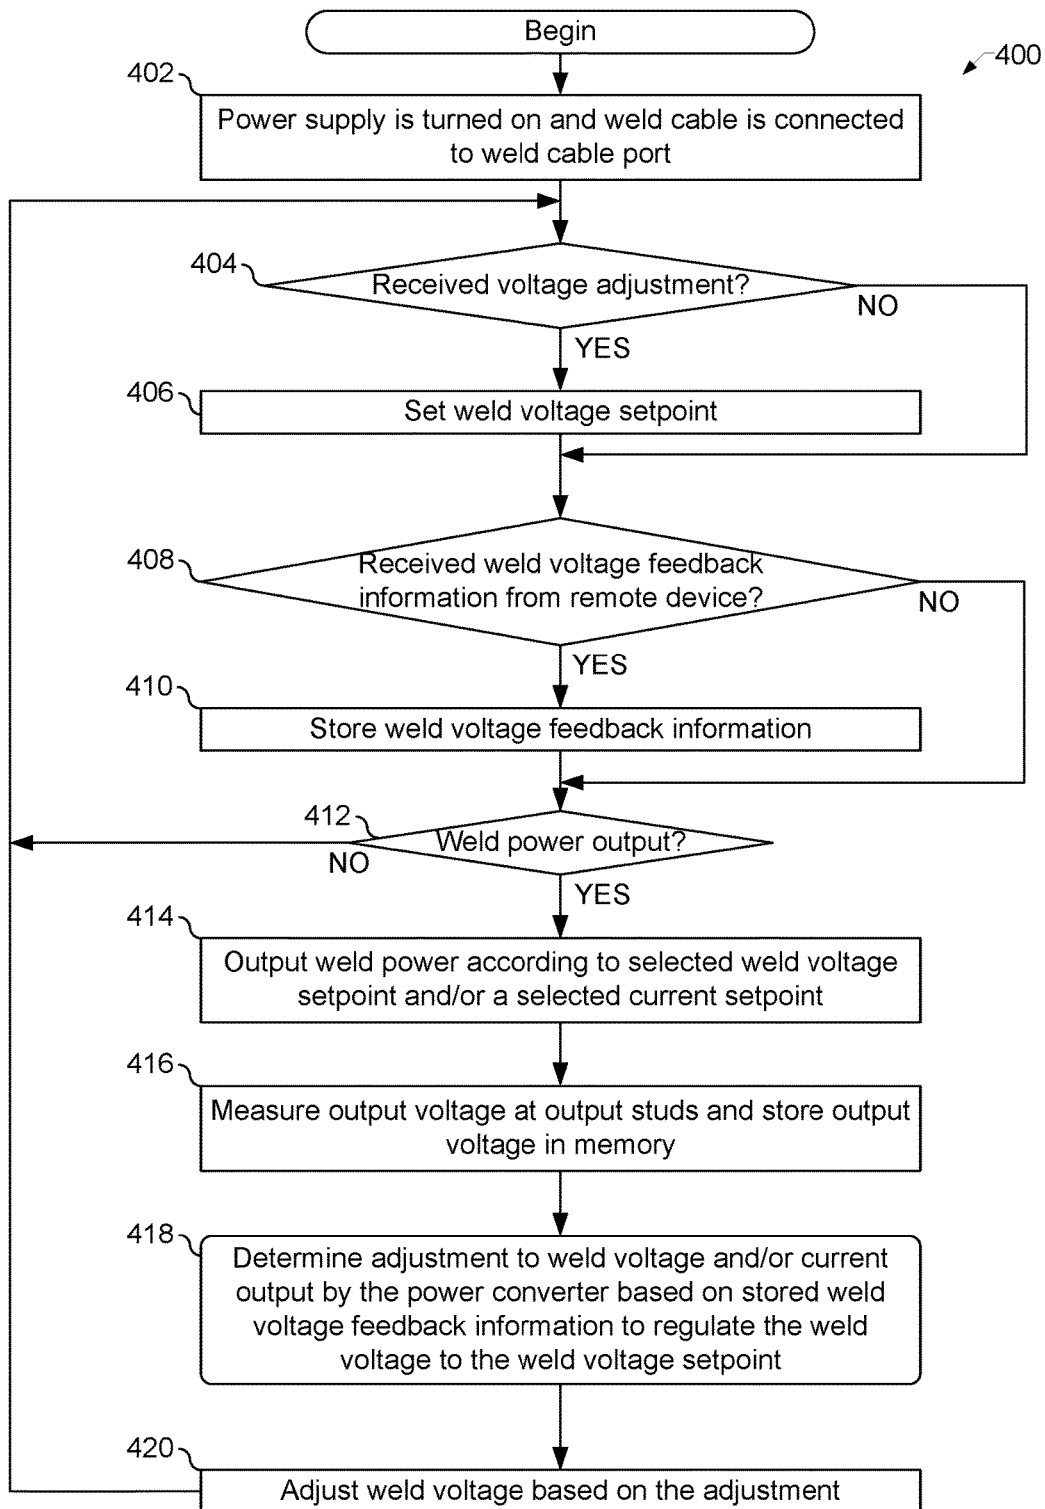 Begin
400
402
Power supply is turned on and weld cable is connected
to weld cable port
404
Received voltage adjustment?
NO
YES
406
Set weld voltage setpoint
408
Received weld voltage feedback
information from remote device?
NO
YES
410
Store weld voltage feedback information
412
Weld power output?
NO
YES
414
Output weld power according to selected weld voltage
setpoint and/or a selected current setpoint
416
Measure output voltage at output studs and store output
voltage in memory
418
Determine adjustment to weld voltage and/or current
output by the power converter based on stored weld
voltage feedback information to regulate the weld
voltage to the weld voltage setpoint
420
Adjust weld voltage based on the adjustment